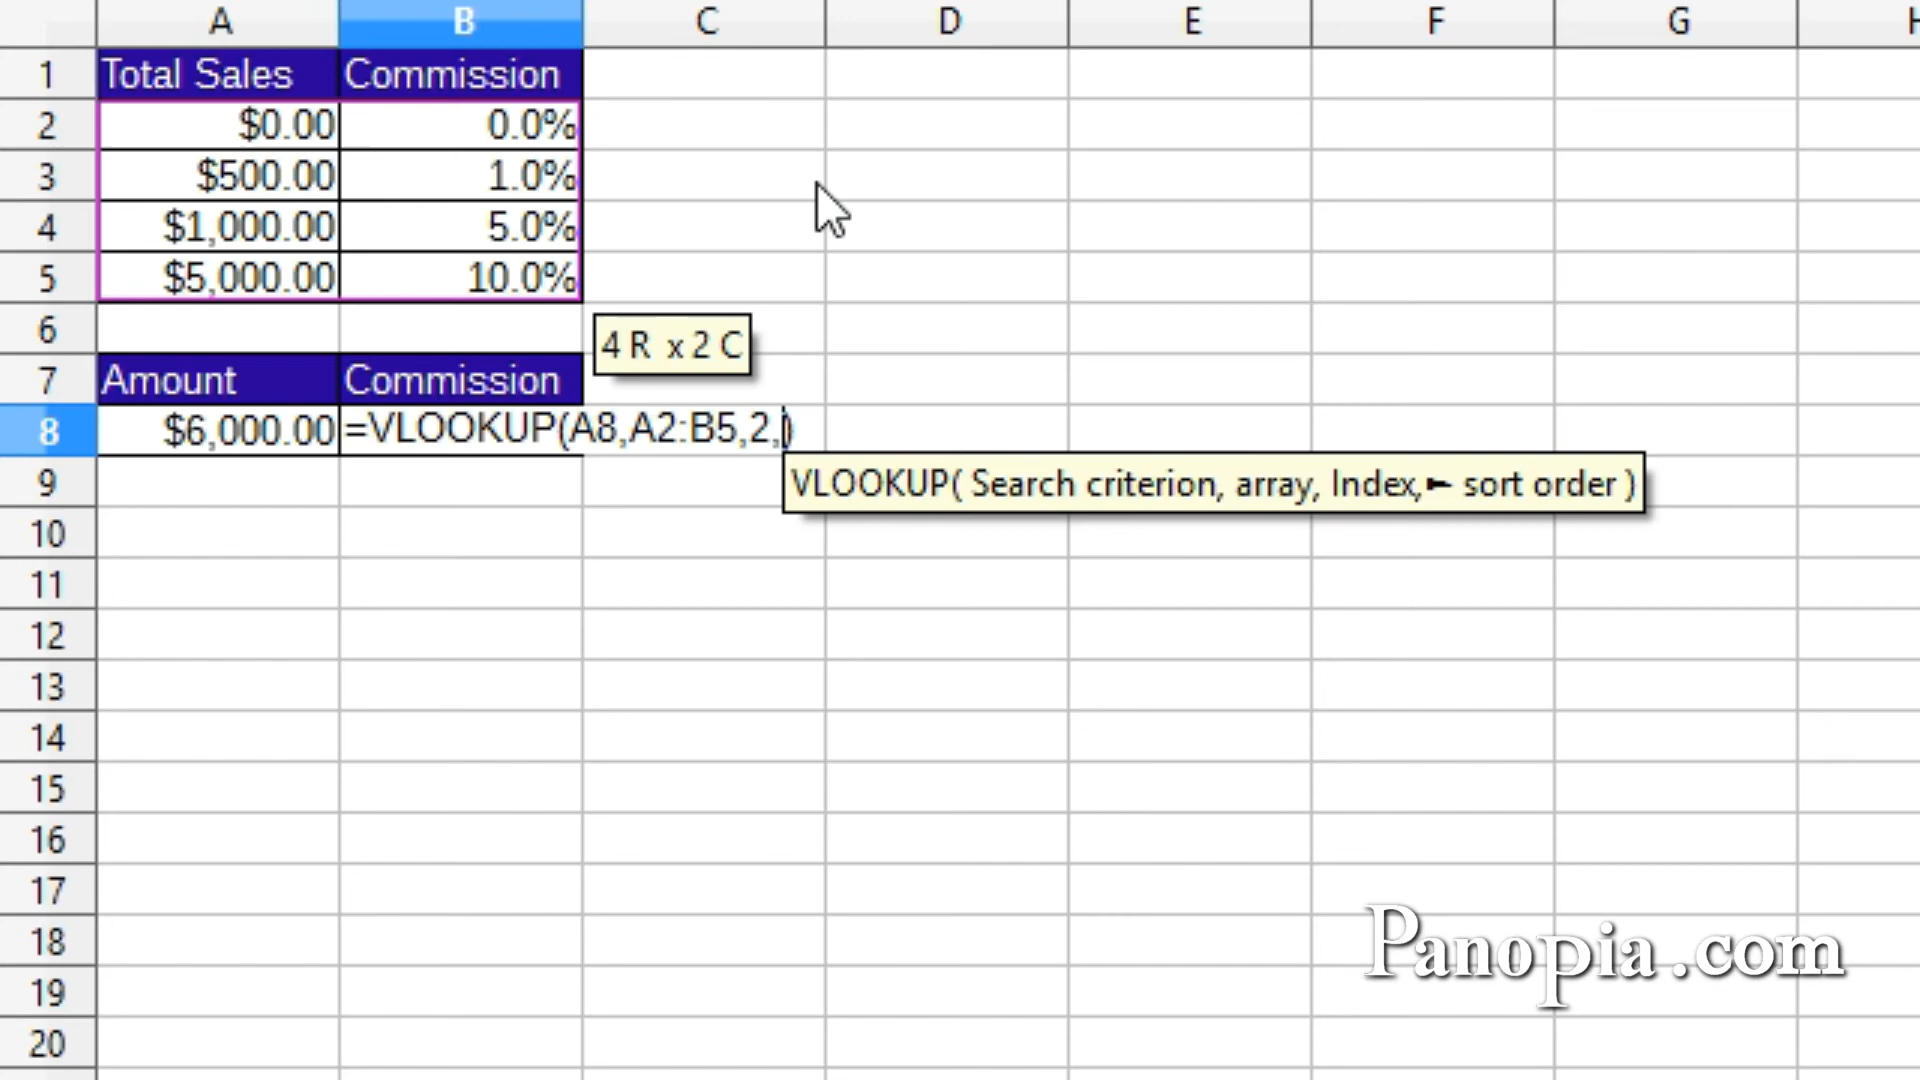 A B C D E F G
1 Total Sales Commission
2 $0.00 0.0%
3 $500.00 1.0%
4 $1,000.00 5.0%
5 $5,000.00 10.0%
6
4 R x 2 C
7 Amount Commission
8 $6,000.00 =VLOOKUP(A8,A2:B5,2,)
9
VLOOKUP( Search criterion, array, Index,► sort order )
10
11
12
13
14
15
16
17
18
Panopia.com
19
20